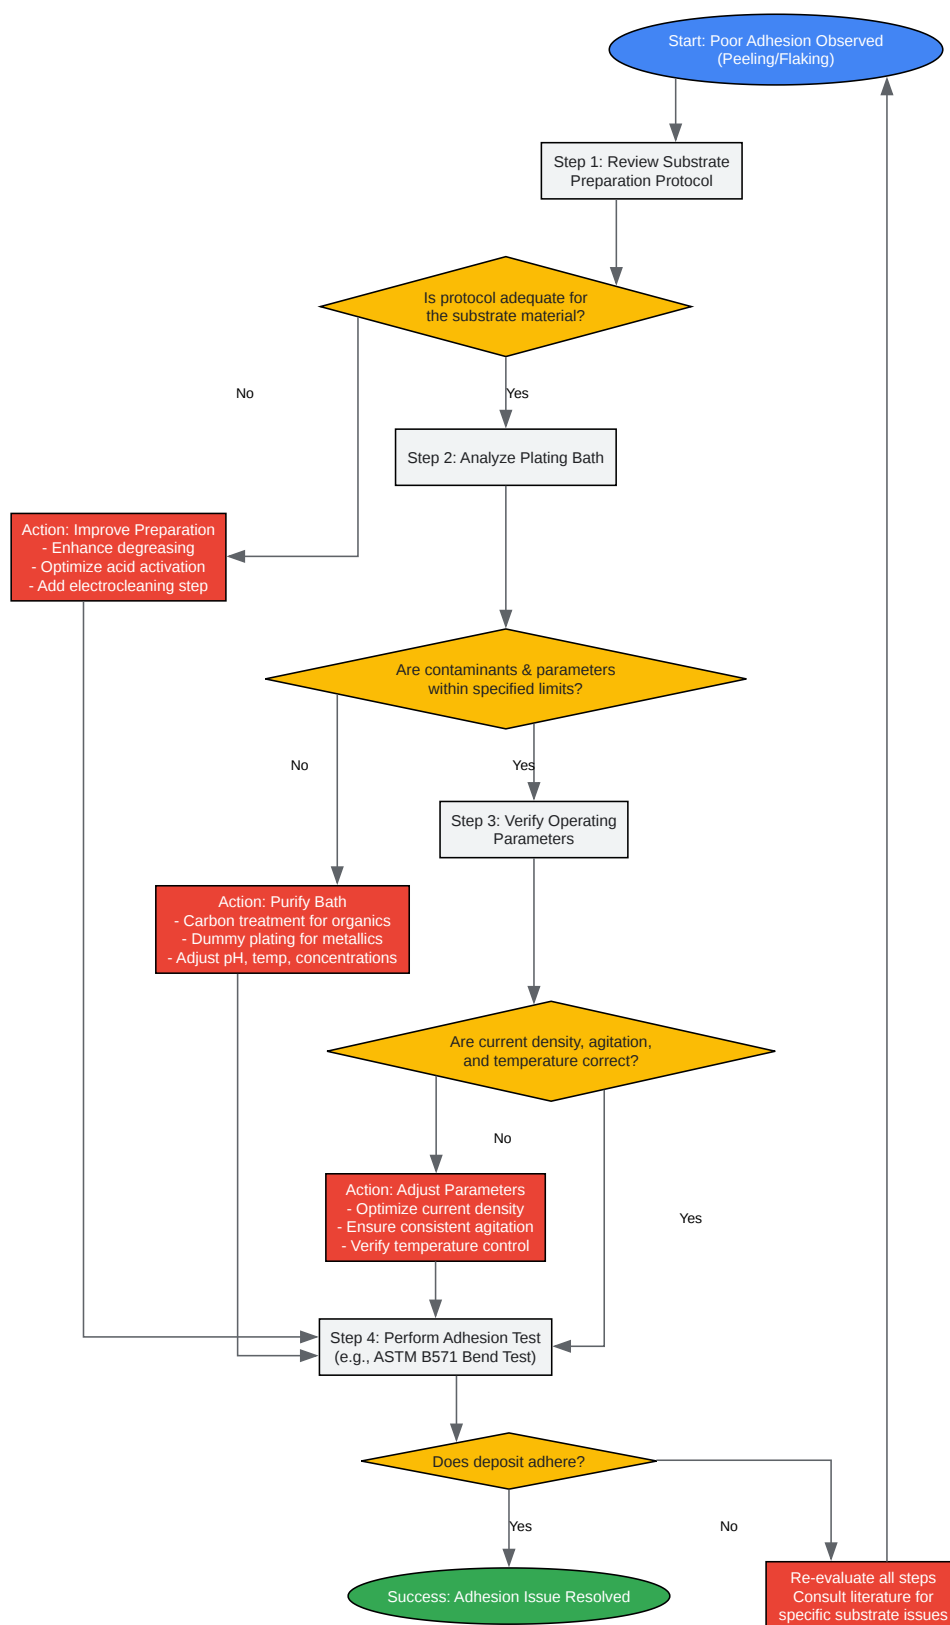 Start: Poor Adhesion Observed
(Peeling/Flaking)
Step 1: Review Substrate
Preparation Protocol
Is protocol adequate for
the substrate material?
No
Yes
Step 2: Analyze Plating Bath
Action: Improve Preparation
- Enhance degreasing
- Optimize acid activation
- Add electrocleaning step
Are contaminants & parameters
within specified limits?
No
Yes
Step 3: Verify Operating
Parameters
Action: Purify Bath
- Carbon treatment for organics
- Dummy plating for metallics
- Adjust pH, temp, concentrations
Are current density, agitation,
and temperature correct?
No
Action: Adjust Parameters
- Optimize current density
- Ensure consistent agitation
- Verify temperature control
Yes
Step 4: Perform Adhesion Test
(e.g., ASTM B571 Bend Test)
Does deposit adhere?
Yes
No
Success: Adhesion Issue Resolved
Re-evaluate all steps
Consult literature for
specific substrate issues